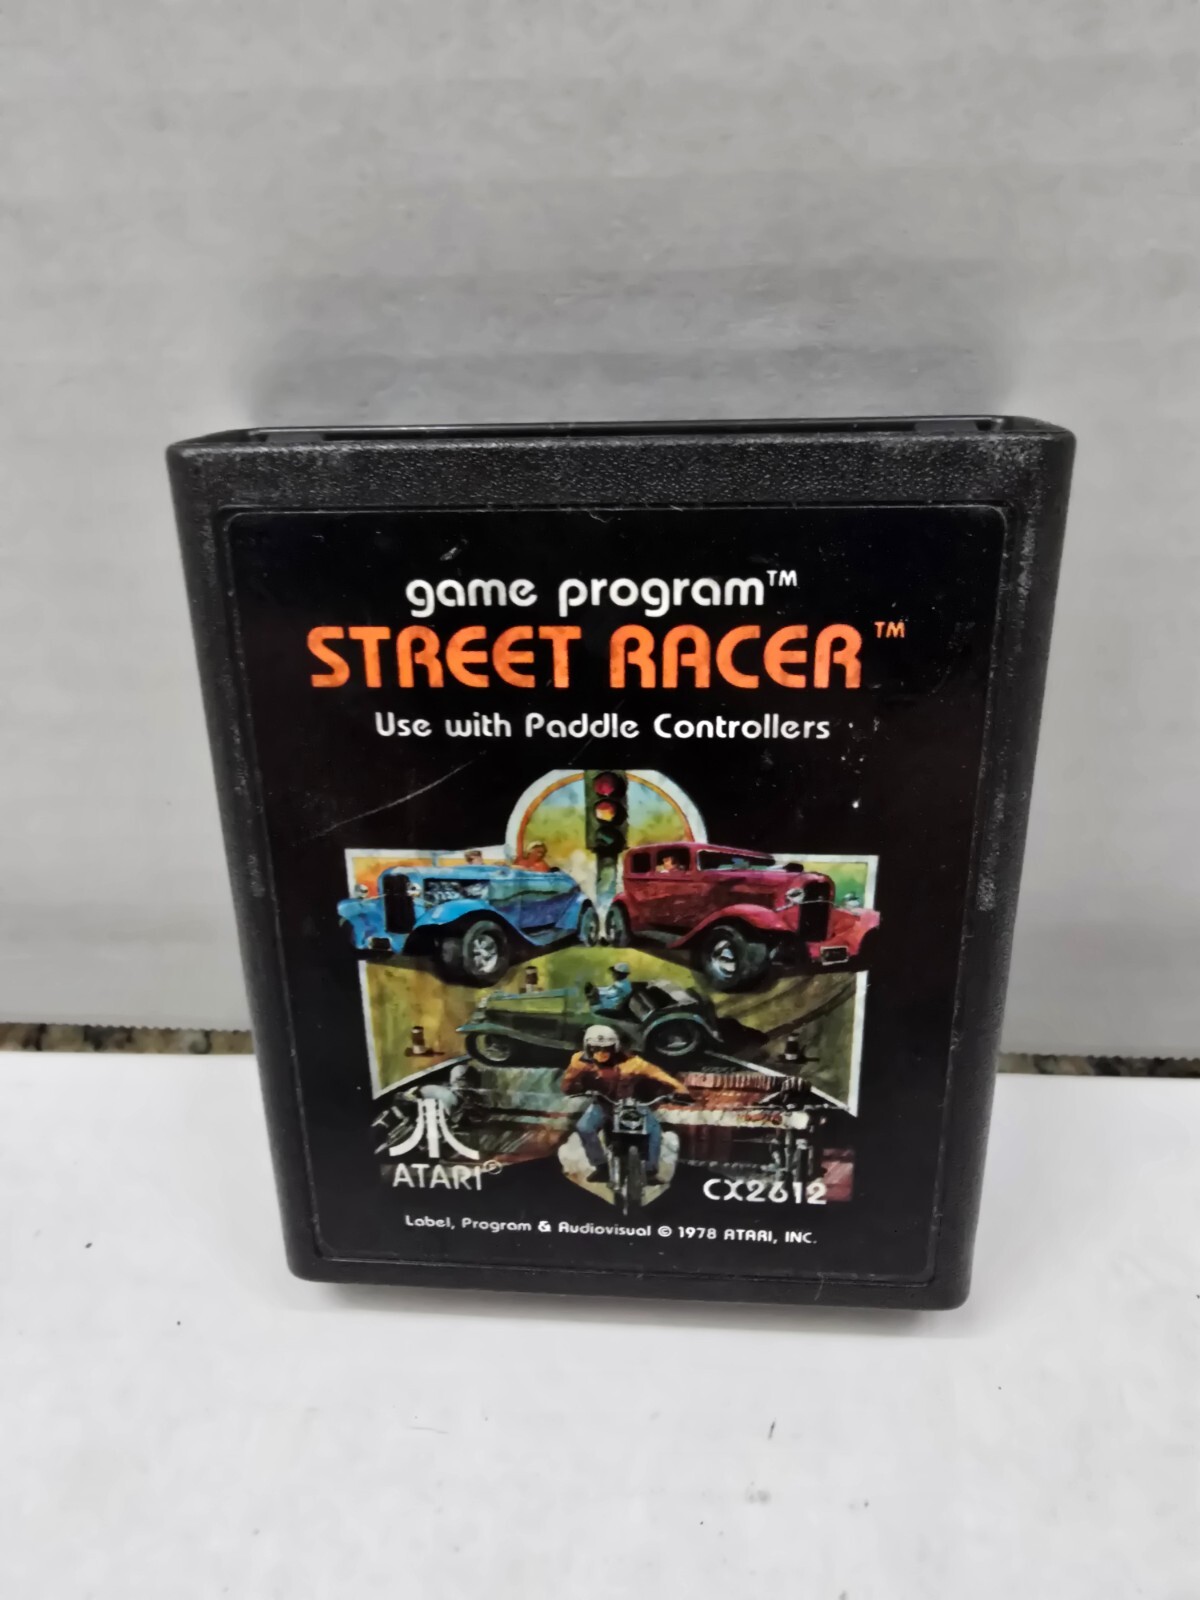 game program™
STREET RACER™
Use with Paddle Controllers
ATARI®
CX2612
Label, Program & Audiovisual © 1978 ATARI, INC.